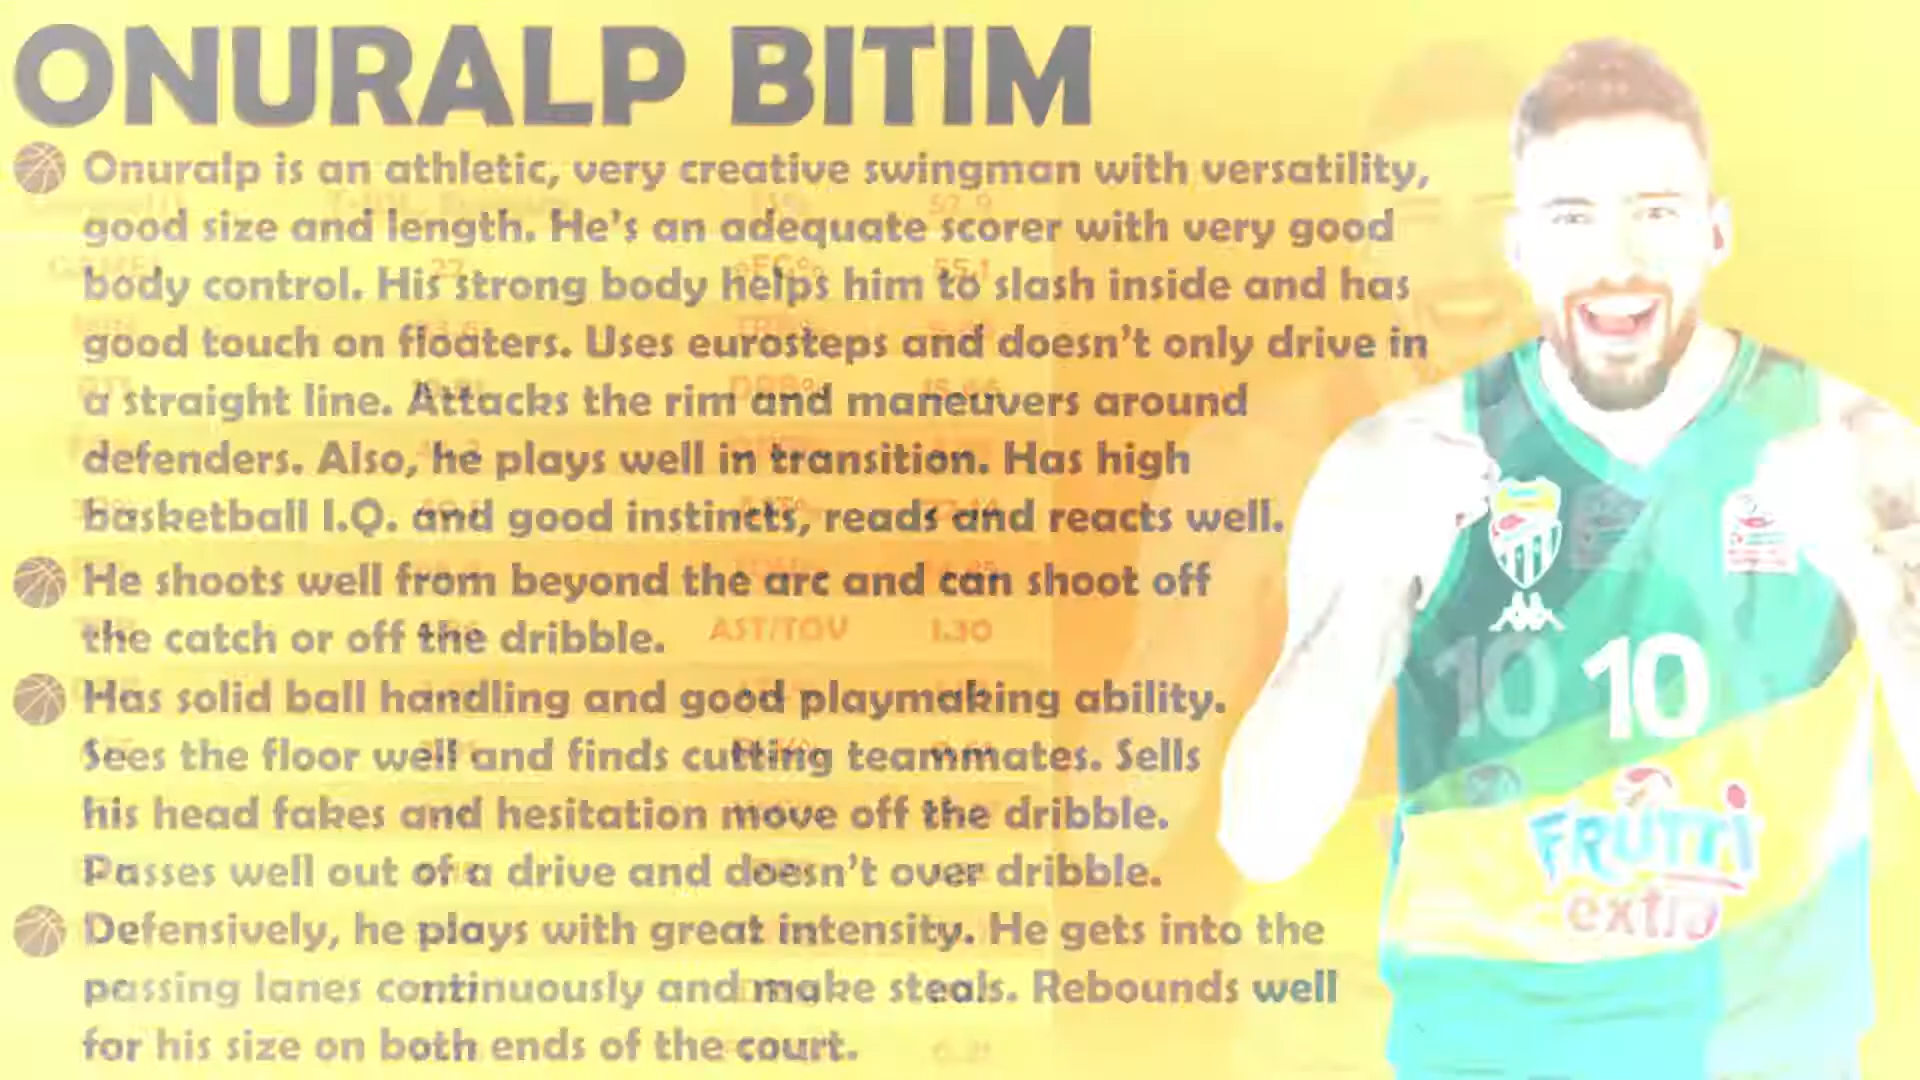 ONURALP BITIM
Onuralp is an athletic, very creative swingman with versatility,
good size and length. He's an adequate scorer with very good
body control. His strong body helps him to slash inside and has
good touch on floaters. Uses eurosteps and doesn't only drive in
a straight line. Attacks the rim and maneuvers around
defenders. Also, he plays well in transition. Has high
basketball I.Q. and good instincts, reads and reacts well.
He shoots well from beyond the arc and can shoot off
the catch or off the dribble.
AST/TOV 1.30
Has solid ball handling and good playmaking ability.
Sees the floor well and finds cutting teammates. Sells
his head fakes and hesitation move off the dribble.
Passes well out of a drive and doesn't over dribble.
Defensively, he plays with great intensity. He gets into the
passing lanes continuously and make steals. Rebounds well
for his size on both ends of the court.
10 10
FRUTTi
extra